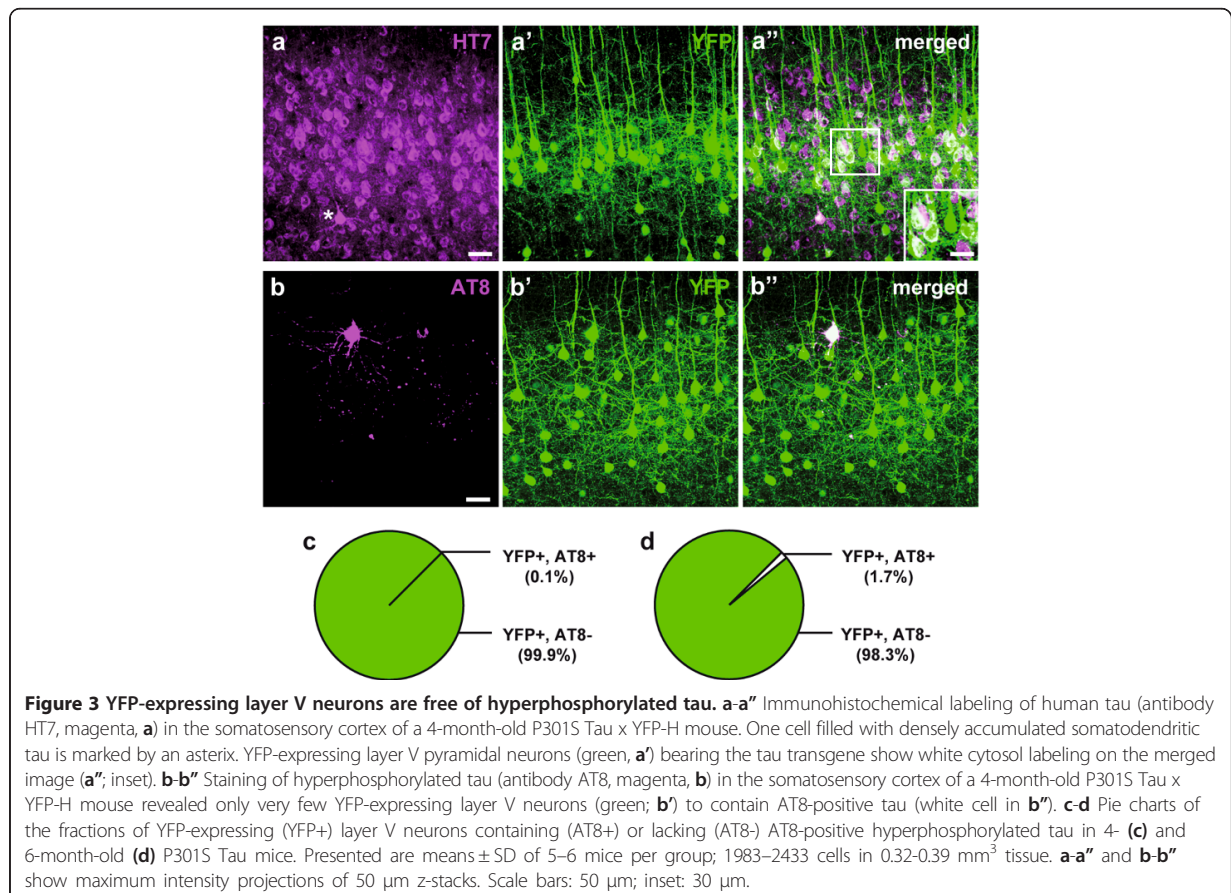 a HT7 a' YFP a" merged
*
b AT8 b' YFP b" merged
c d
YFP+, AT8+ YFP+, AT8+
(0.1%) (1.7%)
YFP+, AT8- YFP+, AT8-
(99.9%) (98.3%)
Figure 3 YFP-expressing layer V neurons are free of hyperphosphorylated tau. a-a" Immunohistochemical labeling of human tau (antibody
HT7, magenta, a) in the somatosensory cortex of a 4-month-old P301S Tau x YFP-H mouse. One cell filled with densely accumulated somatodendritic
tau is marked by an asterix. YFP-expressing layer V pyramidal neurons (green, a') bearing the tau transgene show white cytosol labeling on the merged
image (a"; inset). b-b" Staining of hyperphosphorylated tau (antibody AT8, magenta, b) in the somatosensory cortex of a 4-month-old P301S Tau x
YFP-H mouse revealed only very few YFP-expressing layer V neurons (green; b') to contain AT8-positive tau (white cell in b"). c-d Pie charts of
the fractions of YFP-expressing (YFP+) layer V neurons containing (AT8+) or lacking (AT8-) AT8-positive hyperphosphorylated tau in 4- (c) and
6-month-old (d) P301S Tau mice. Presented are means ± SD of 5–6 mice per group; 1983–2433 cells in 0.32-0.39 mm³ tissue. a-a" and b-b"
show maximum intensity projections of 50 μm z-stacks. Scale bars: 50 μm; inset: 30 μm.